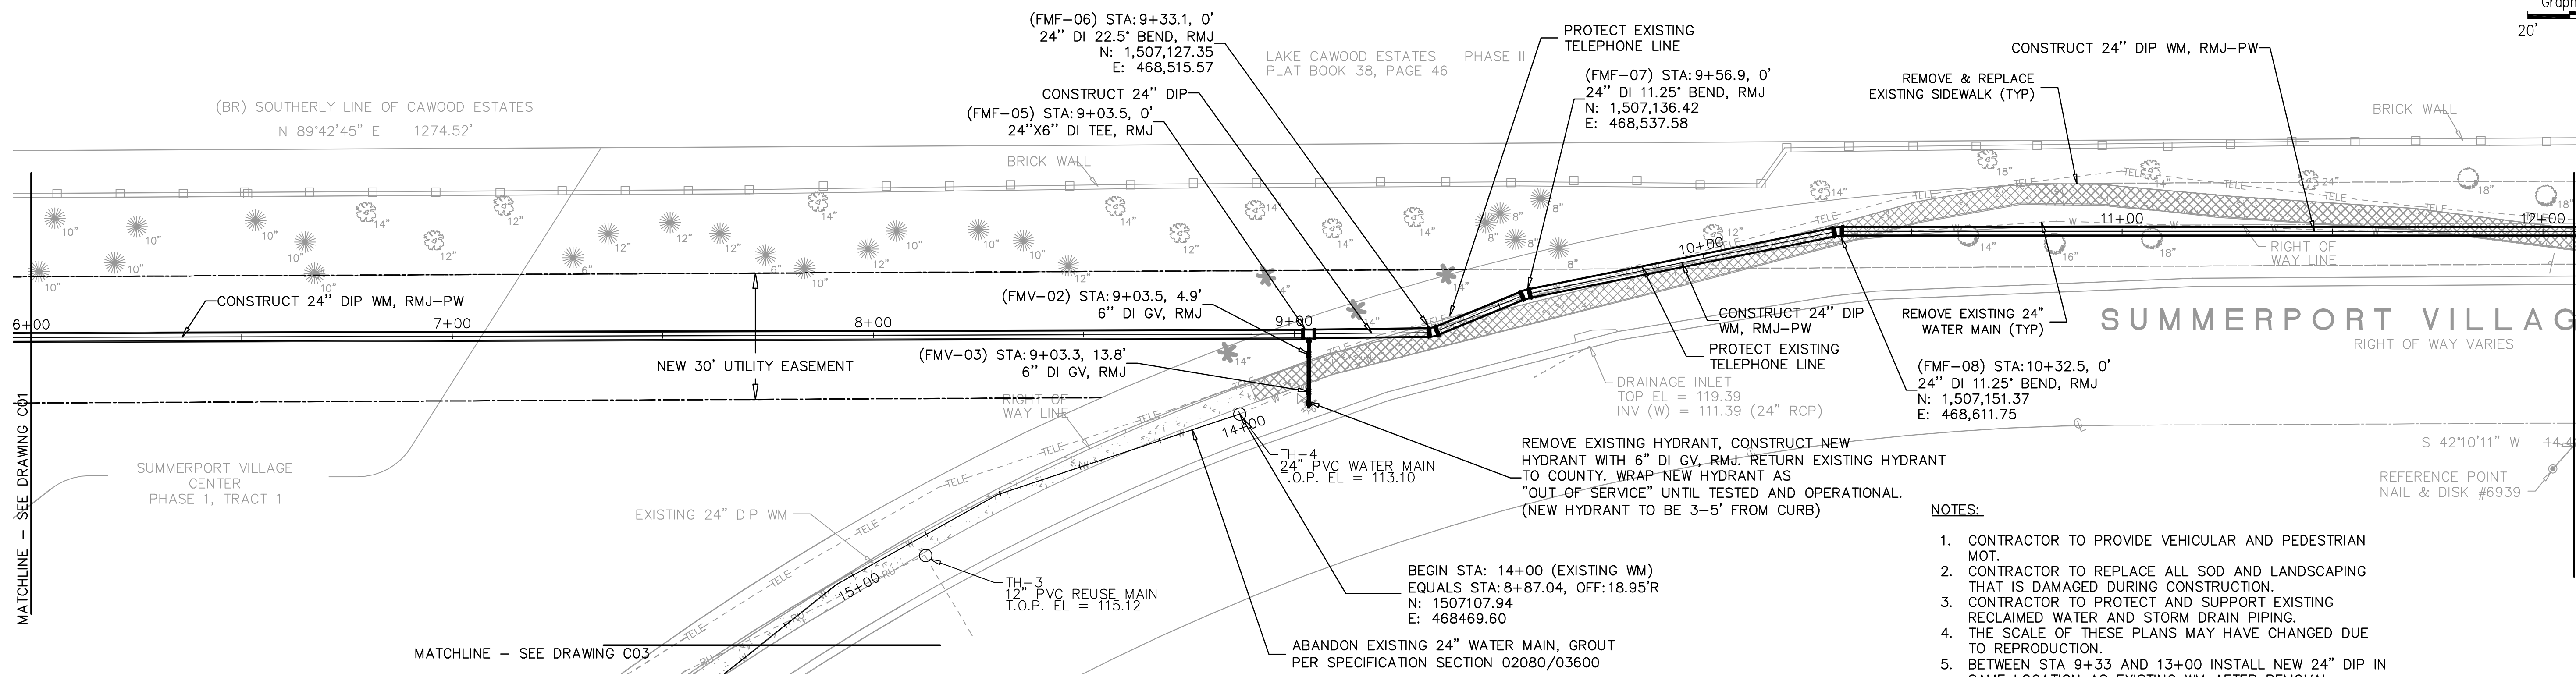 Graph
20'
(FMF-06) STA:9+33.1, 0'
24" DI 22.5° BEND, RMJ
N: 1,507,127.35
E: 468,515.57
LAKE CAWOOD ESTATES - PHASE II
PLAT BOOK 38, PAGE 46
PROTECT EXISTING
TELEPHONE LINE
CONSTRUCT 24" DIP WM, RMJ-PW
(FMF-07) STA:9+56.9, 0'
24" DI 11.25° BEND, RMJ
N: 1,507,136.42
E: 468,537.58
REMOVE & REPLACE
EXISTING SIDEWALK (TYP)
CONSTRUCT 24" DIP
(FMF-05) STA:9+03.5, 0'
24"X6" DI TEE, RMJ
(BR) SOUTHERLY LINE OF CAWOOD ESTATES
N 89°42'45" E 1274.52'
BRICK WALL
BRICK WALL
CONSTRUCT 24" DIP WM, RMJ-PW
6+00
7+00
8+00
9+00
10+00
11+00
12+00
(FMV-02) STA:9+03.5, 4.9'
6" DI GV, RMJ
(FMV-03) STA:9+03.3, 13.8'
6" DI GV, RMJ
NEW 30' UTILITY EASEMENT
RIGHT OF
WAY LINE
CONSTRUCT 24" DIP
WM, RMJ-PW
PROTECT EXISTING
TELEPHONE LINE
REMOVE EXISTING 24"
WATER MAIN (TYP)
RIGHT OF
WAY LINE
SUMMERPORT VILLAG
RIGHT OF WAY VARIES
(FMF-08) STA:10+32.5, 0'
24" DI 11.25° BEND, RMJ
N: 1,507,151.37
E: 468,611.75
DRAINAGE INLET
TOP EL = 119.39
INV (W) = 111.39 (24" RCP)
14+00
TH-4
24" PVC WATER MAIN
T.O.P. EL = 113.10
REMOVE EXISTING HYDRANT, CONSTRUCT NEW
HYDRANT WITH 6" DI GV, RMJ. RETURN EXISTING HYDRANT
TO COUNTY. WRAP NEW HYDRANT AS
"OUT OF SERVICE" UNTIL TESTED AND OPERATIONAL.
(NEW HYDRANT TO BE 3-5' FROM CURB)
S 42°10'11" W 14.4
REFERENCE POINT
NAIL & DISK #6939
SUMMERPORT VILLAGE
CENTER
PHASE 1, TRACT 1
EXISTING 24" DIP WM
15+00
TH-3
12" PVC REUSE MAIN
T.O.P. EL = 115.12
BEGIN STA: 14+00 (EXISTING WM)
EQUALS STA:8+87.04, OFF:18.95'R
N: 1507107.94
E: 468469.60
ABANDON EXISTING 24" WATER MAIN, GROUT
PER SPECIFICATION SECTION 02080/03600
MATCHLINE - SEE DRAWING C01
MATCHLINE - SEE DRAWING C03
NOTES:
1. CONTRACTOR TO PROVIDE VEHICULAR AND PEDESTRIAN
MOT.
2. CONTRACTOR TO REPLACE ALL SOD AND LANDSCAPING
THAT IS DAMAGED DURING CONSTRUCTION.
3. CONTRACTOR TO PROTECT AND SUPPORT EXISTING
RECLAIMED WATER AND STORM DRAIN PIPING.
4. THE SCALE OF THESE PLANS MAY HAVE CHANGED DUE
TO REPRODUCTION.
5. BETWEEN STA 9+33 AND 13+00 INSTALL NEW 24" DIP IN
SAME LOCATION AS EXISTING WM AFTER REMOVAL